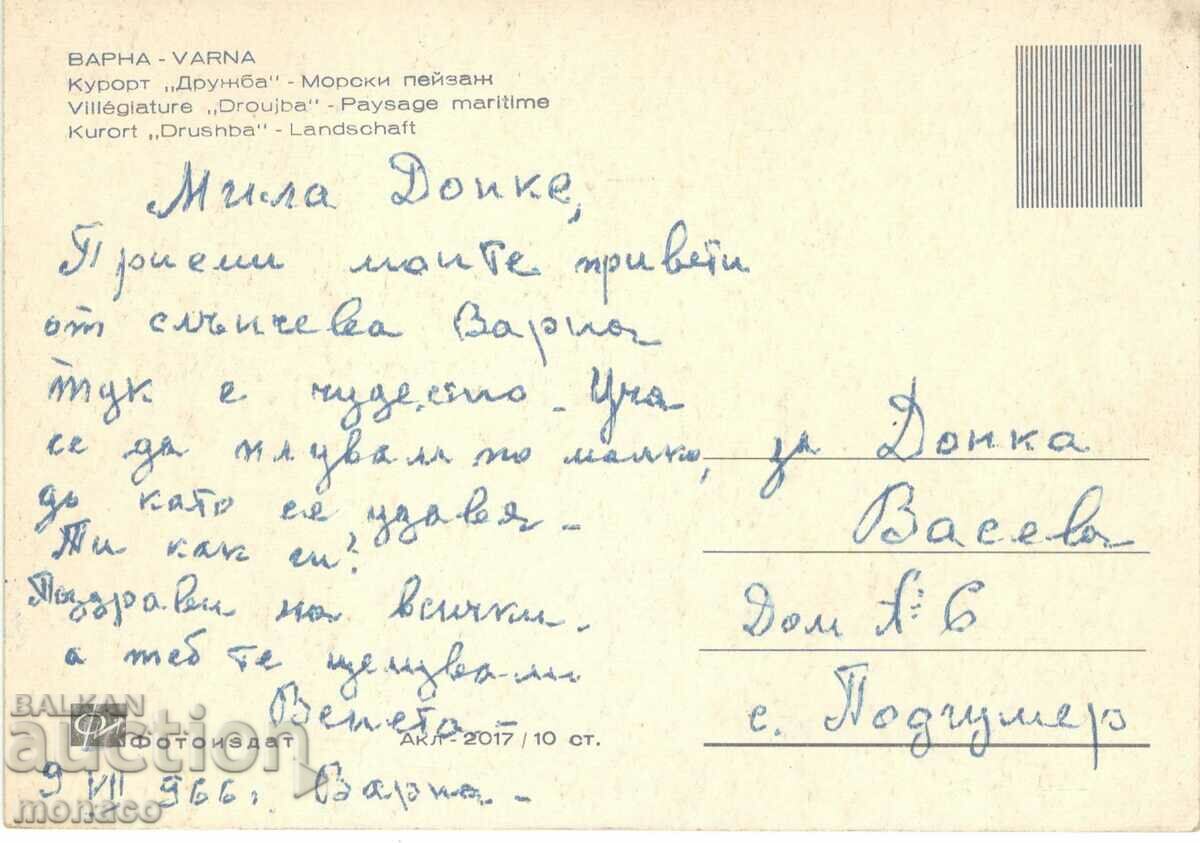 ВАРНА - VARNA
Курорт „Дружба" - Морски пейзаж
Villégiature „Droujba" - Paysage maritime
Kurort „Drushba" - Landschaft
Мила Донке,
Приеми моите привети
от слънчева Варна
тук е чудесно. Уча
се да плувам по малко,
да като се удавя.
Ти как си?
Поздрави на всички.
а теб те целувам
Венета
9 VII 966 г. Варна.
за Донка
Васева
Дом № 6
с. Подгумер
Фотоиздат
Акл-2017/10 ст.
BALKAN
auction
monaco